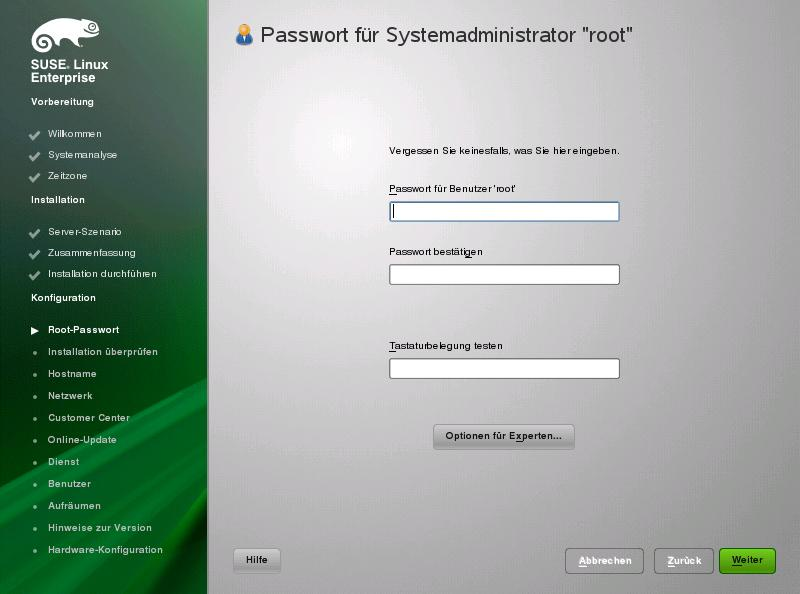 SUSE. Linux
Enterprise
Vorbereitung
Willkommen
Systemanalyse
Zeitzone
Installation
Server-Szenario
Zusammenfassung
Installation durchführen
Konfiguration
Root-Passwort
Installation überprüfen
Hostname
Netzwerk
Customer Center
Online-Update
Dienst
Benutzer
Aufräumen
Hinweise zur Version
Hardware-Konfiguration
Passwort für Systemadministrator "root"
Vergessen Sie keinesfalls, was Sie hier eingeben.
Passwort für Benutzer 'root'
Passwort bestätigen
Tastaturbelegung testen
Optionen für Experten...
Hilfe
Abbrechen
Zurück
Weiter